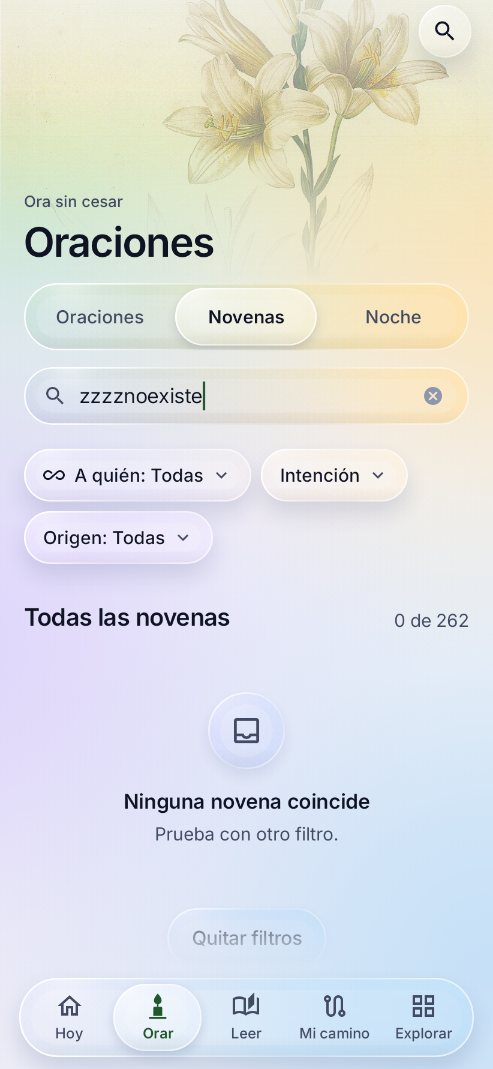 Ora sin cesar
Oraciones
Oraciones Novenas Noche
zzzznoexiste
A quién: Todas Intención
Origen: Todas
Todas las novenas 0 de 262
Ninguna novena coincide
Prueba con otro filtro.
Quitar filtros
Hoy Orar Leer Mi camino Explorar